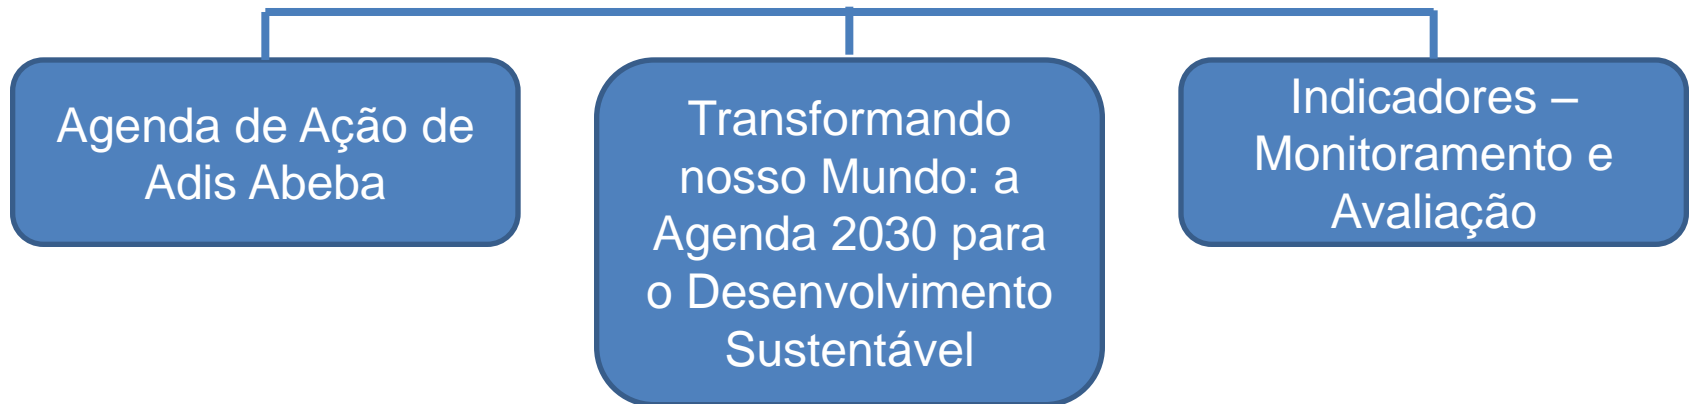 Agenda de Ação de
Adis Abeba
Transformando
nosso Mundo: a
Agenda 2030 para
o Desenvolvimento
Sustentável
Indicadores –
Monitoramento e
Avaliação